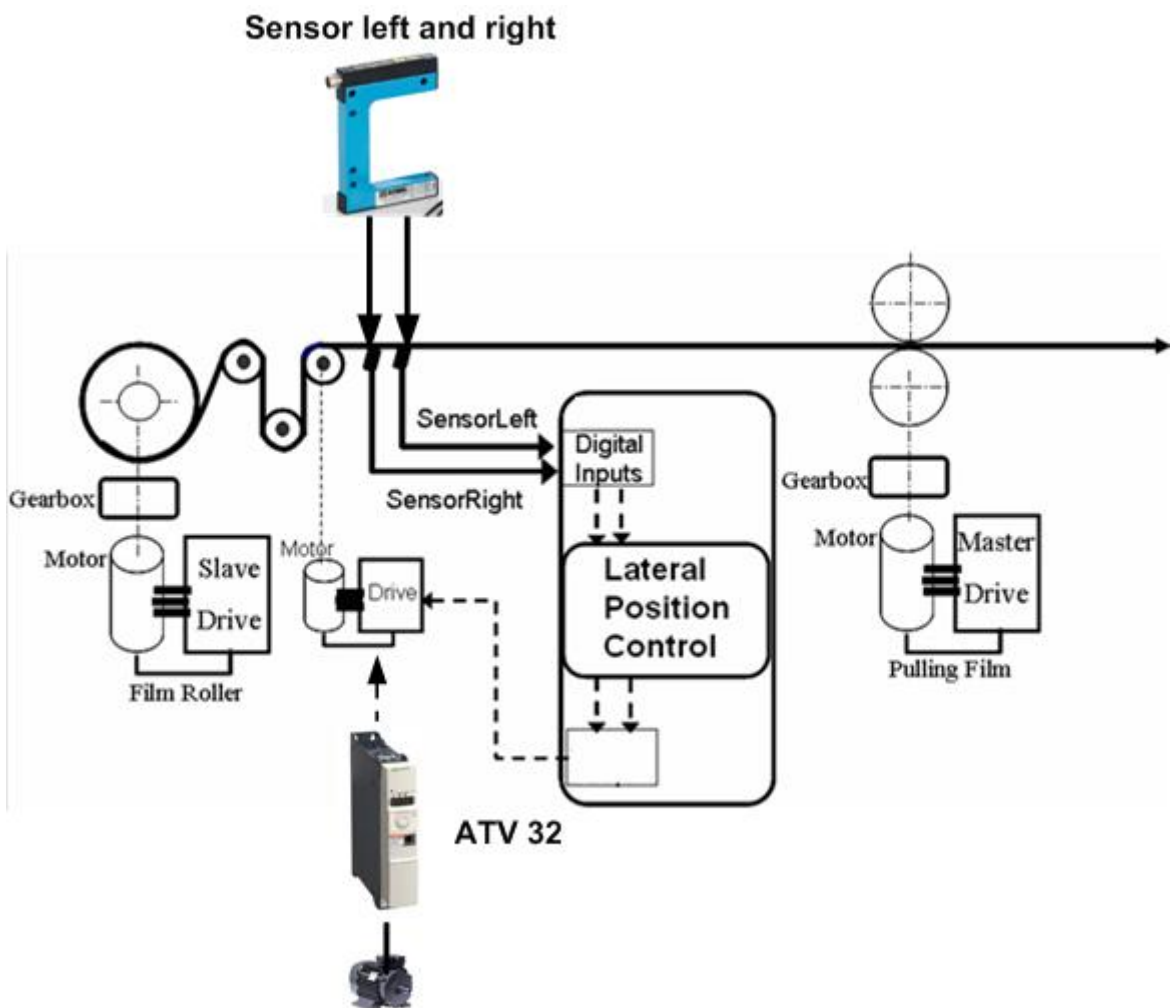 Sensor left and right
SensorLeft
SensorRight
Digital
Inputs
Gearbox
Motor
Slave
Drive
Film Roller
Motor
Drive
Lateral
Position
Control
Gearbox
Motor
Master
Drive
Pulling Film
ATV 32